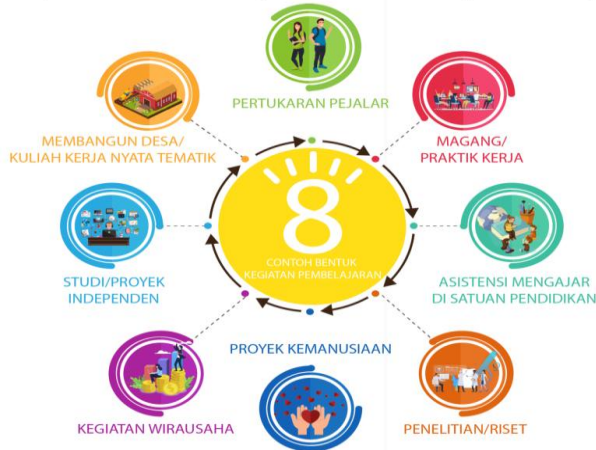 PERTUKARAN PEJALAR
MAGANG/
PRAKTIK KERJA
ASISTENSI MENGAJAR
DI SATUAN PENDIDIKAN
PENELITIAN/RISET
PROYEK KEMANUSIAAN
KEGIATAN WIRAUSAHA
STUDI/PROYEK
INDEPENDEN
MEMBANGUN DESA/
KULIAH KERJA NYATA TEMATIK
8
CONTOH BENTUK
KEGIATAN PEMBELAJARAN